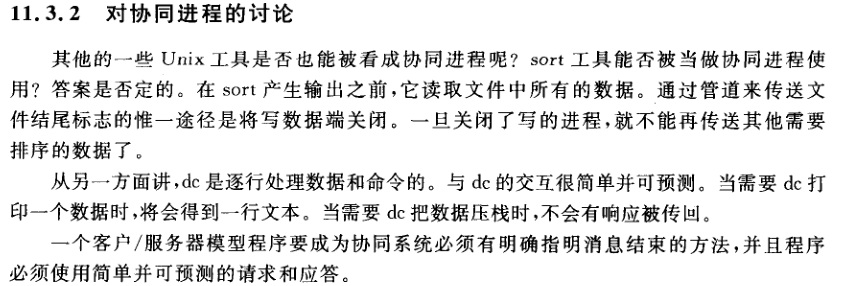 11.3.2 对协同进程的讨论
其他的一些 Unix 工具是否也能被看成协同进程呢？sort 工具能否被当做协同进程使
用？答案是否定的。在 sort 产生输出之前，它读取文件中所有的数据。通过管道来传送文
件结尾标志的惟一途径是将写数据端关闭。一旦关闭了写的进程，就不能再传送其他需要
排序的数据了。
从另一方面讲，dc 是逐行处理数据和命令的。与 dc 的交互很简单并可预测。当需要 dc 打
印一个数据时，将会得到一行文本。当需要 dc 把数据压栈时，不会有响应被传回。
一个客户/服务器模型程序要成为协同系统必须有明确指明消息结束的方法，并且程序
必须使用简单并可预测的请求和应答。